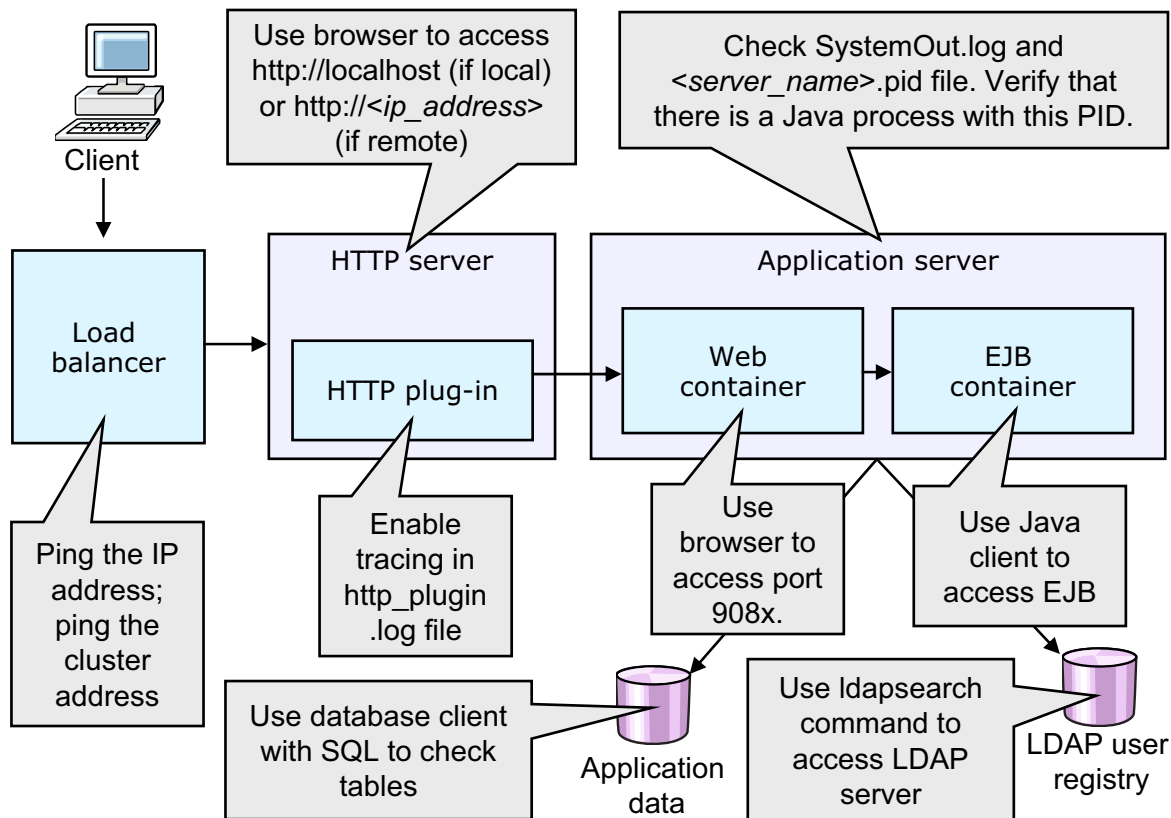 Use browser to access
http://localhost (if local)
or http://<ip_address>
(if remote)
Check SystemOut.log and
<server_name>.pid file. Verify that
there is a Java process with this PID.
Client
Load
balancer
HTTP server
HTTP plug-in
Application server
Web
container
EJB
container
Ping the IP
address;
ping the
cluster
address
Enable
tracing in
http_plugin
.log file
Use
browser to
access port
908x.
Use Java
client to
access EJB
Use database client
with SQL to check
tables
Application
data
Use ldapsearch
command to
access LDAP
server
LDAP user
registry